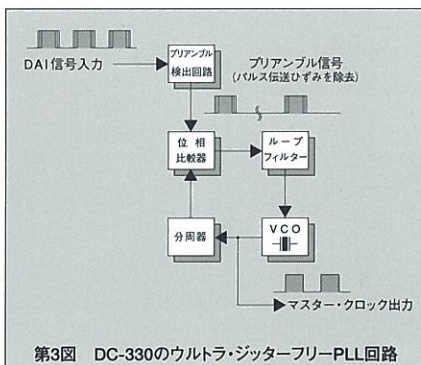 プリアンブル
検出回路
DAI信号入力
プリアンブル信号
(パルス伝送ひずみを除去)
位相
比較器
ループ
フィルター
分周器
VCO
マスター・クロック出力
第3図 DC-330のウルトラ・ジッターフリーPLL回路